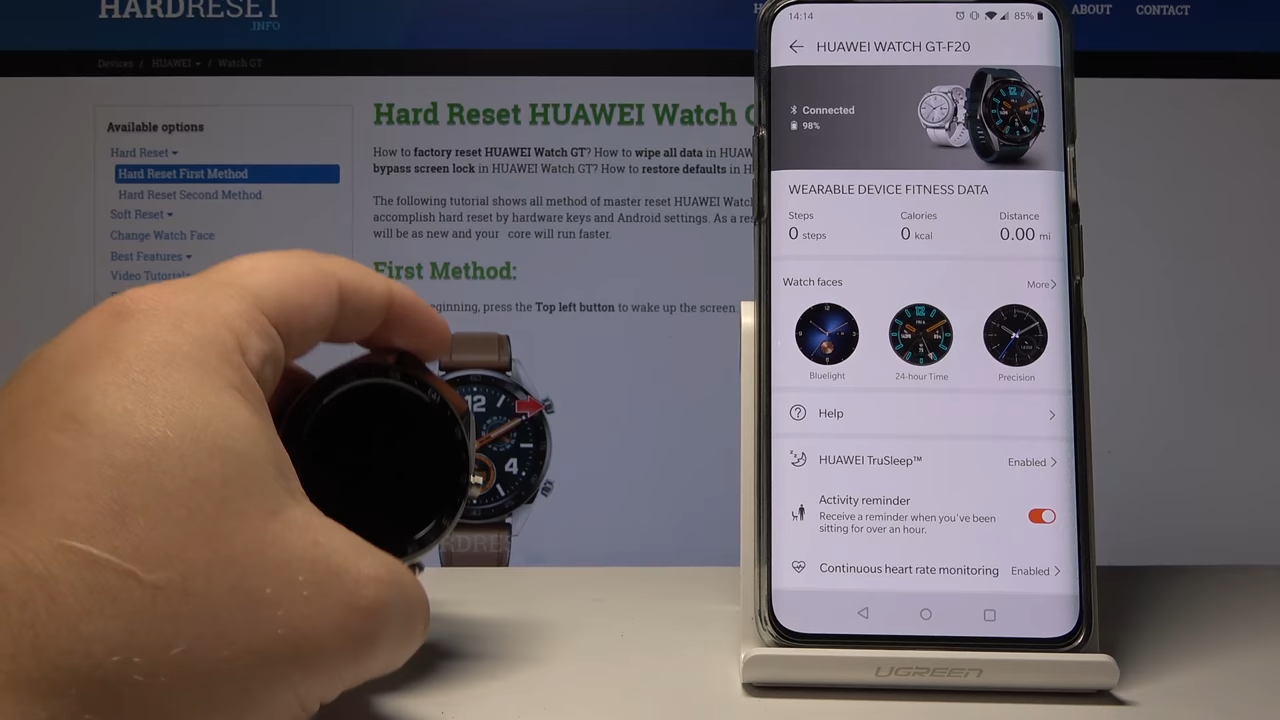 HARDRESET
.INFO
ABOUT
CONTACT
Devices / HUAWEI / Watch GT
Available options
Hard Reset
Hard Reset First Method
Hard Reset Second Method
Soft Reset
Change Watch Face
Best Features
Video Tutorials
Hard Reset HUAWEI Watch
How to factory reset HUAWEI Watch GT? How to wipe all data in
bypass screen lock in HUAWEI Watch GT? How to restore defaults in
The following tutorial shows all method of master reset HUAWEI
accomplish hard reset by hardware keys and Android settings. As a
will be as new and your core will run faster.
First Method:
press the Top left button to wake up the screen.
12
4
14:14
85%
HUAWEI WATCH GT-F20
Connected
98%
WEARABLE DEVICE FITNESS DATA
Steps Calories Distance
0 steps 0 kcal 0.00 mi
Watch faces More
Bluelight 24-hour Time Precision
Help
HUAWEI TruSleep™ Enabled
Activity reminder
Receive a reminder when you've been
sitting for over an hour.
Continuous heart rate monitoring Enabled
UGREEN